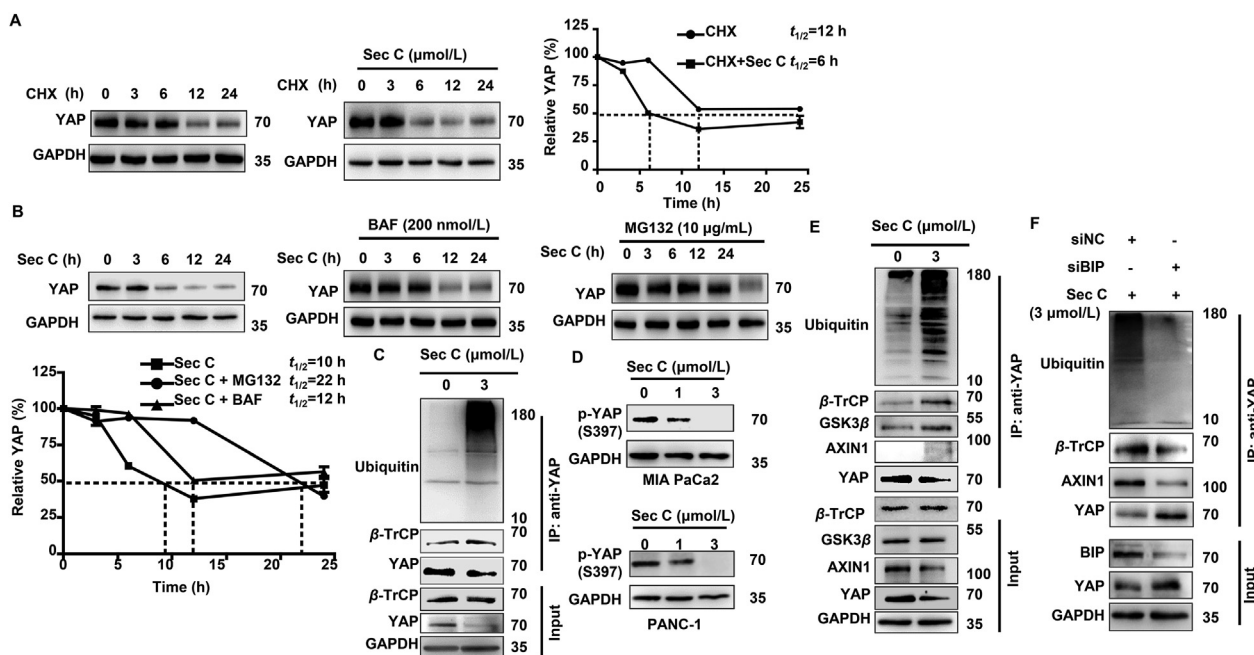 A
CHX (h) 0 3 6 12 24
YAP 70
GAPDH 35
Sec C (μmol/L)
CHX (h) 0 3 6 12 24
YAP 70
GAPDH 35
Relative YAP (%)
125
100
75
50
25
0
0 5 10 15 20 25
Time (h)
CHX t1/2=12 h
CHX+Sec C t1/2=6 h
B
Sec C (h) 0 3 6 12 24
YAP 70
GAPDH 35
BAF (200 nmol/L)
Sec C (h) 0 3 6 12 24
YAP 70
GAPDH 35
MG132 (10 μg/mL)
Sec C (h) 0 3 6 12 24
YAP 70
GAPDH 35
Sec C t1/2=10 h
Sec C + MG132 t1/2=22 h
Sec C + BAF t1/2=12 h
Relative YAP (%)
125
100
75
50
25
0
0 5 10 15 20 25
Time (h)
C
Sec C (μmol/L)
0 3
180
Ubiquitin
10
β-TrCP 70
YAP 70
IP: anti-YAP
β-TrCP 70
YAP 70
GAPDH 35
Input
D
Sec C (μmol/L)
0 1 3
p-YAP 70
(S397)
GAPDH 35
MIA PaCa2
Sec C (μmol/L)
0 1 3
p-YAP 70
(S397)
GAPDH 35
PANC-1
E
Sec C (μmol/L)
0 3
180
Ubiquitin
10
β-TrCP 70
GSK3β 55
AXIN1 100
YAP 70
IP: anti-YAP
β-TrCP 70
GSK3β 55
AXIN1 100
YAP 70
GAPDH 35
Input
F
siNC + -
siBIP - +
Sec C + +
(3 μmol/L) 180
Ubiquitin
10
β-TrCP 70
AXIN1 100
YAP 70
IP: anti-YAP
BIP 70
YAP 70
GAPDH 35
Input